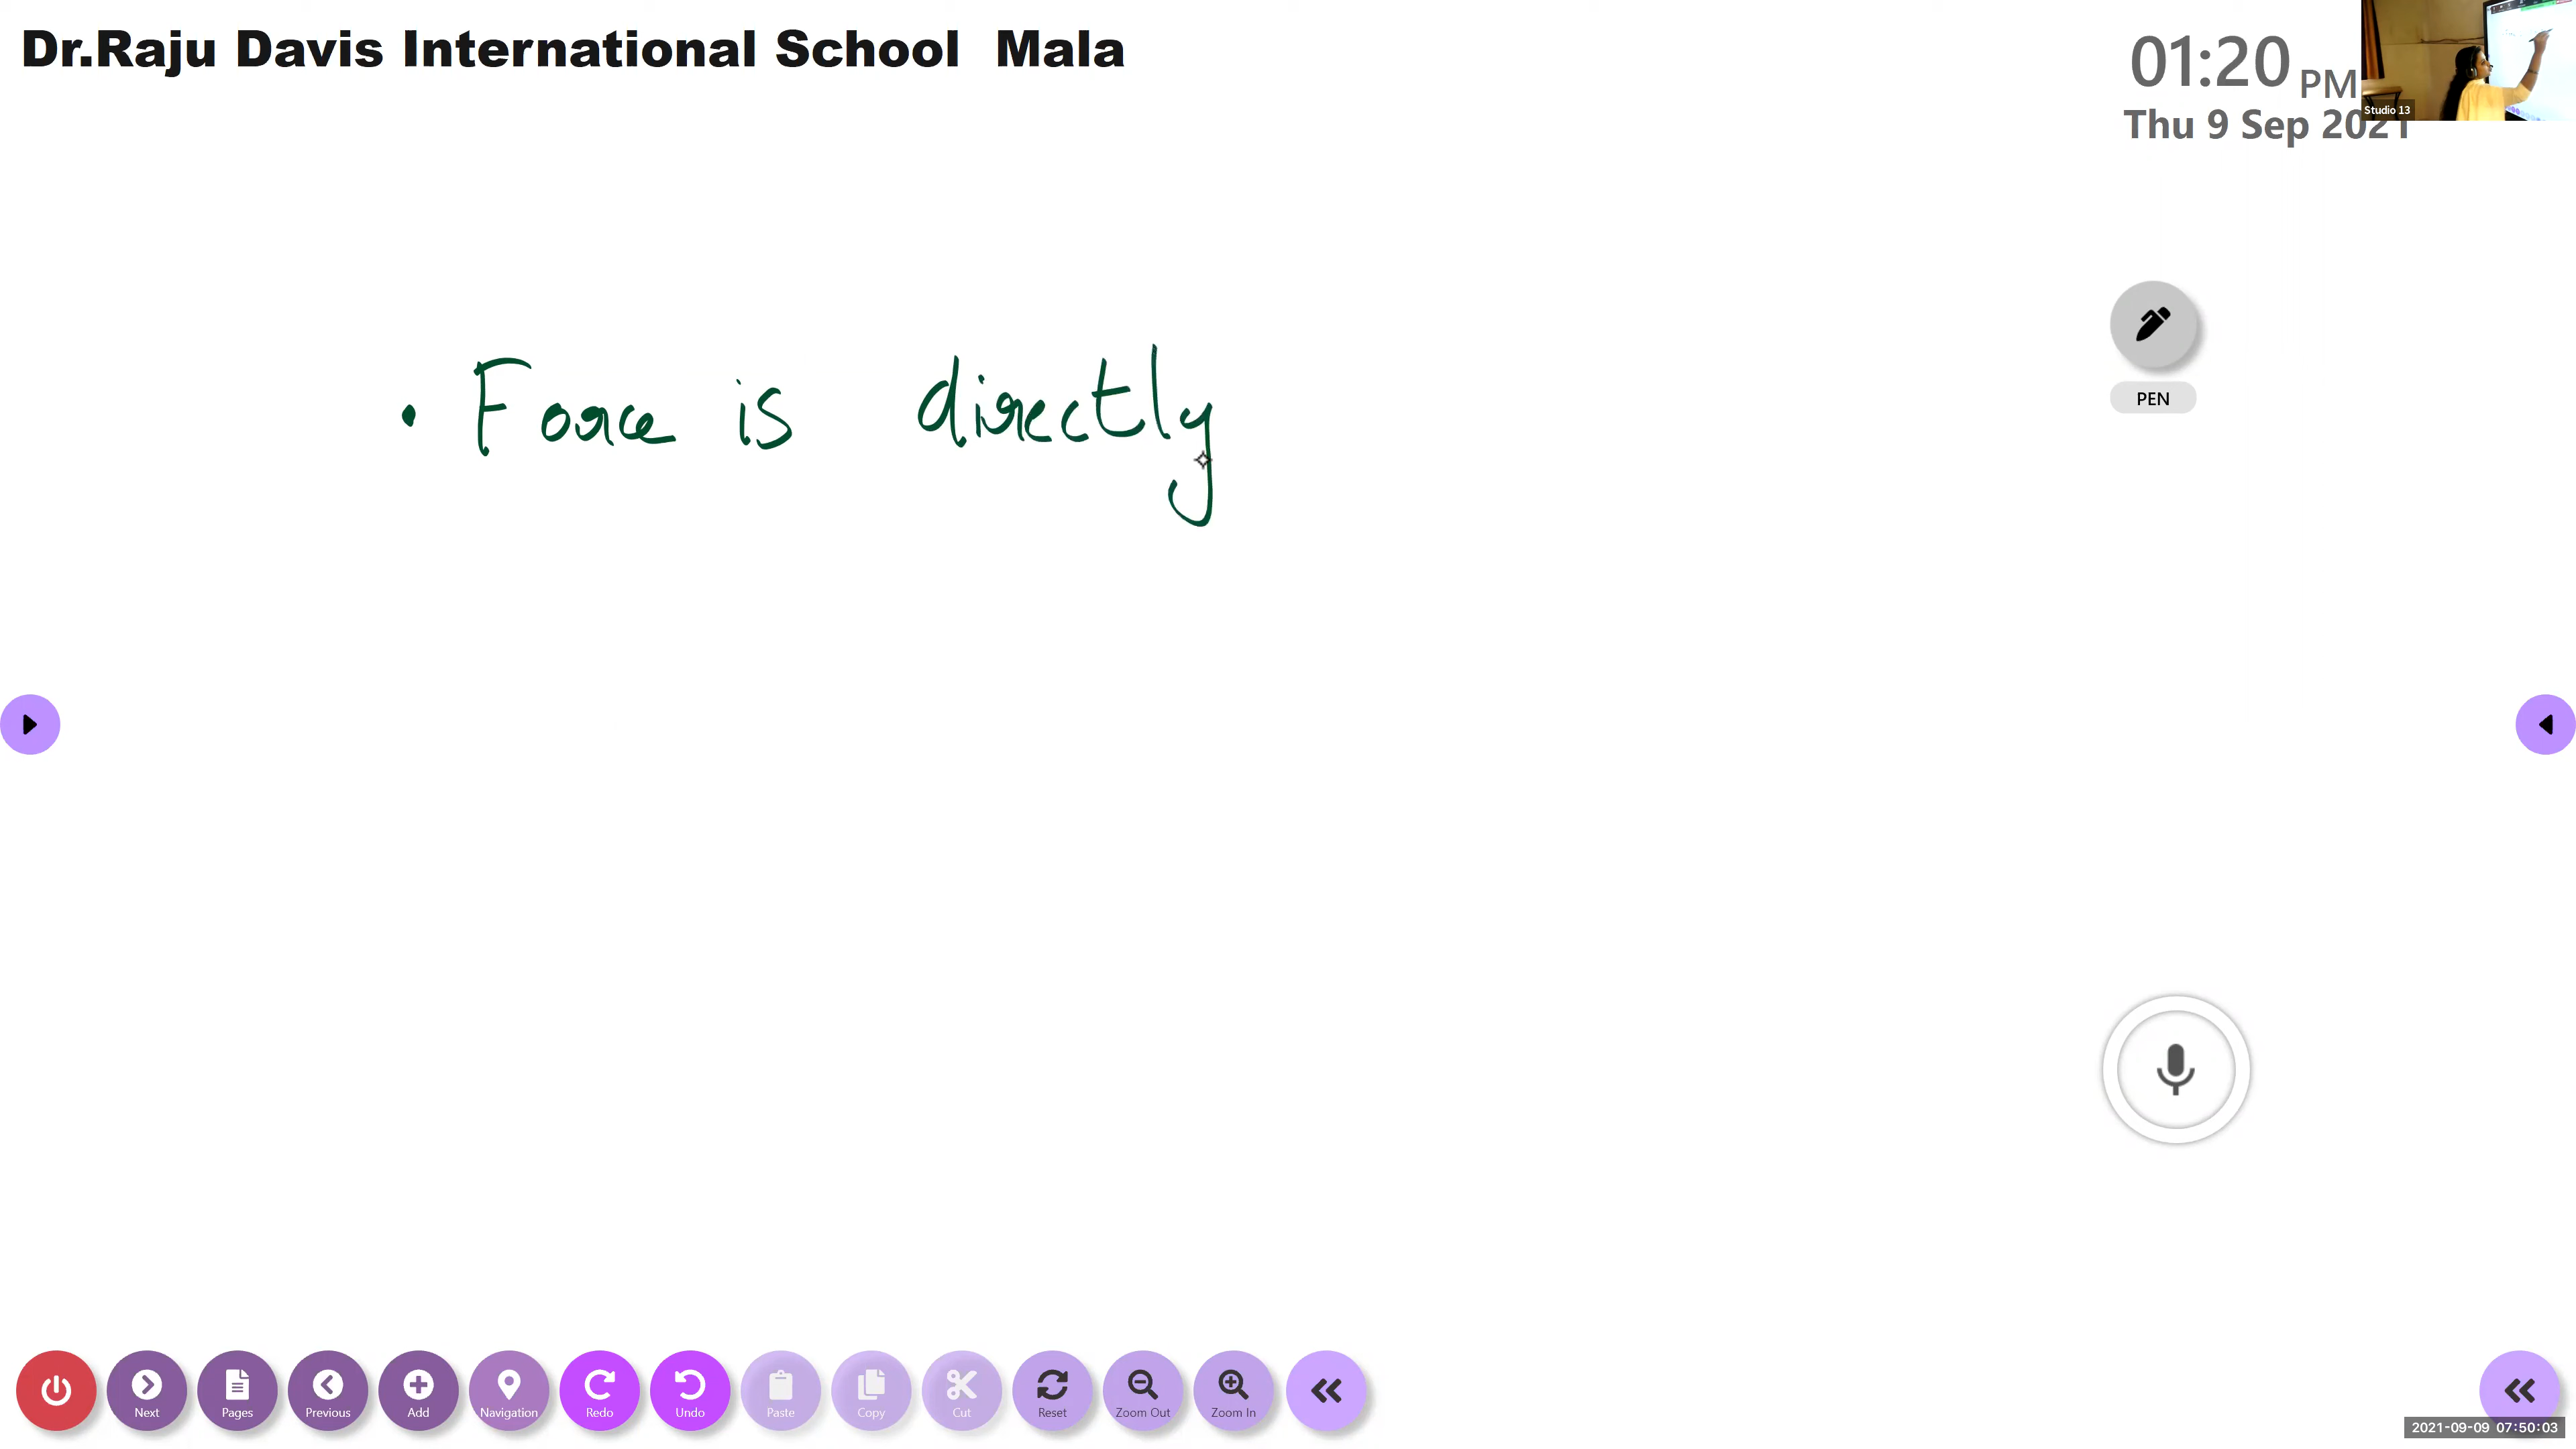 Dr.Raju Davis International School Mala
01:20 PM
Thu 9 Sep 2021
Studio 13
• Force is directly
PEN
Next
Pages
Previous
Add
Navigation
Redo
Undo
Paste
Copy
Cut
Reset
Zoom Out
Zoom In
2021-09-09 07:50:03